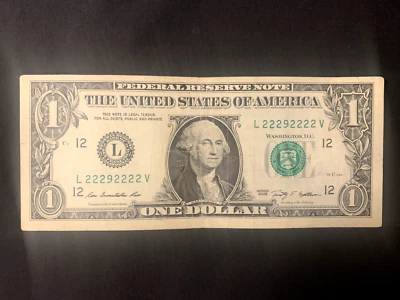 FEDERAL RESERVE NOTE
THE UNITED STATES OF AMERICA
1
1
THIS NOTE IS LEGAL TENDER
FOR ALL DEBTS, PUBLIC AND PRIVATE
L 22292222 V
WASHINGTON, D.C.
12
12
L
L 22292222 V
12
12
1
ONE DOLLAR
1